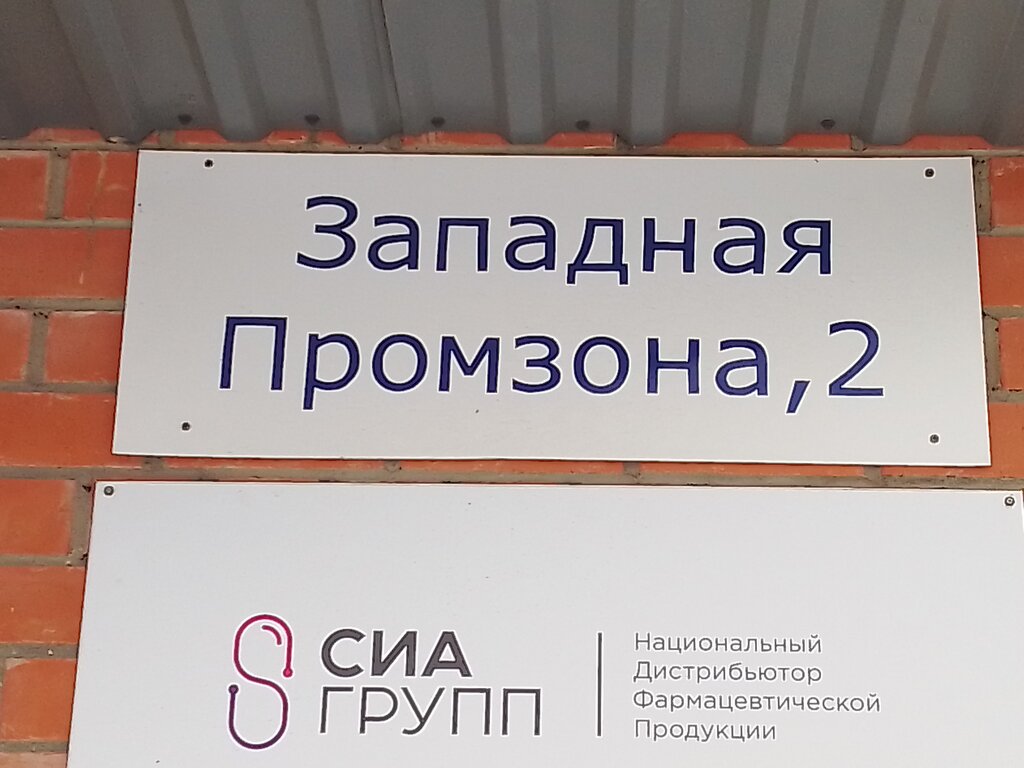 Западная
Промзона,2
СИА
ГРУПП
Национальный
Дистрибьютор
Фармацевтической
Продукции